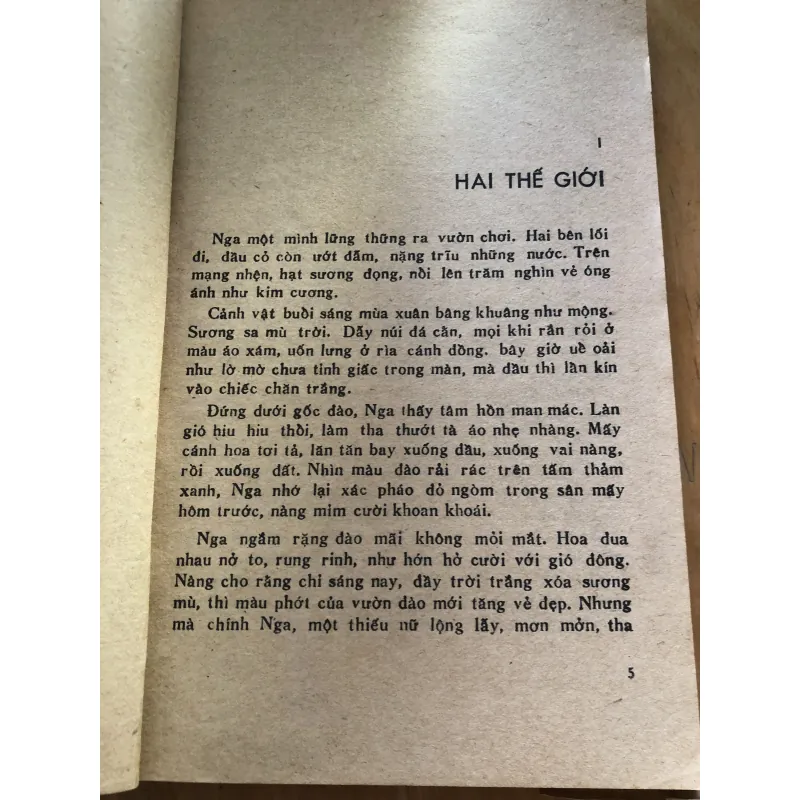 I
HAI THẾ GIỚI
Nga một mình lững thững ra vườn chơi. Hai bên lối
đi, đầu cỏ còn ướt đẫm, nặng trĩu những nước. Trên
mạng nhện, hạt sương đọng, nổi lên trăm nghìn vẻ óng
ánh như kim cương.
Cảnh vật buổi sáng mùa xuân bâng khuâng như mộng.
Sương sa mù trời. Dẫy núi đá cằn, mọi khi rắn rỏi ở
màu áo xám, uốn lưng ở rìa cánh đồng. bây giờ uể oải
như lờ mờ chưa tỉnh giấc trong màn, mà đầu thì lần kín
vào chiếc chăn trắng.
Đứng dưới gốc đào, Nga thấy tâm hồn man mác. Làn
gió hiu hiu thổi, làm tha thướt tà áo nhẹ nhàng. Mấy
cánh hoa tơi tả, lăn tăn bay xuống đầu, xuống vai nàng,
rồi xuống đất. Nhìn màu đào rải rác trên tấm thảm
xanh, Nga nhớ lại xác pháo đỏ ngòm trong sân mấy
hôm trước, nàng mỉm cười khoan khoái.
Nga ngắm rặng đào mãi không mỏi mắt. Hoa đua
nhau nở to, rung rinh, như hớn hở cười với gió đông.
Nàng cho rằng chỉ sáng nay, đầy trời trắng xóa sương
mù, thì màu phớt của vườn đào mới tăng vẻ đẹp. Nhưng
mà chính Nga, một thiếu nữ lộng lẫy, mơn mởn, tha
5